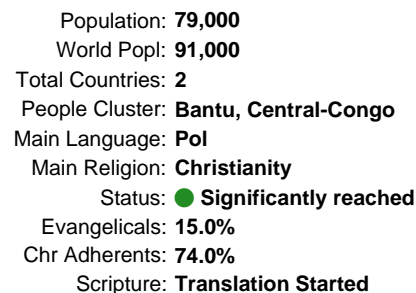 Population: 79,000
World Popl: 91,000
Total Countries: 2
People Cluster: Bantu, Central-Congo
Main Language: Pol
Main Religion: Christianity
Status: Significantly reached
Evangelicals: 15.0%
Chr Adherents: 74.0%
Scripture: Translation Started